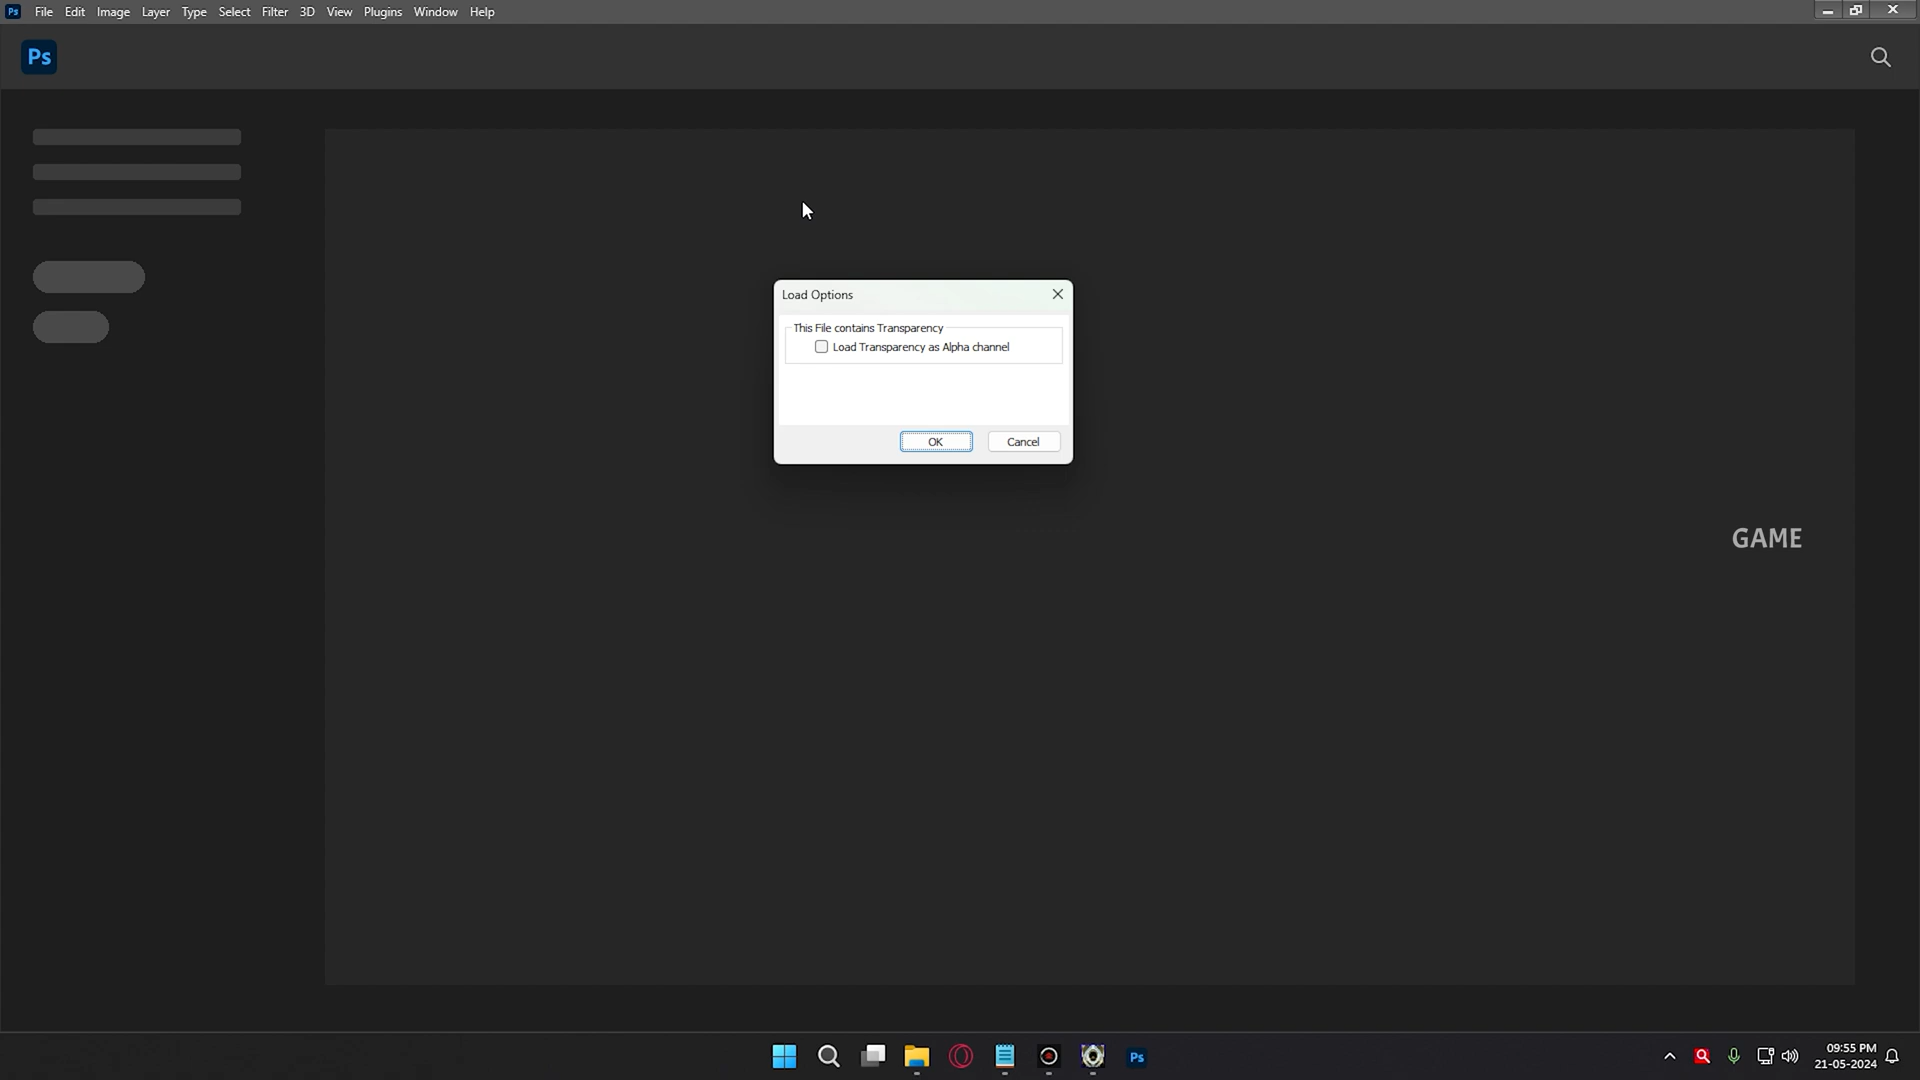 Ps File Edit Image Layer Type Select Filter 3D View Plugins Window Help
Ps
Load Options
This File contains Transparency
Load Transparency as Alpha channel
OK Cancel
GAME
Ps
09:55 PM
21-05-2024